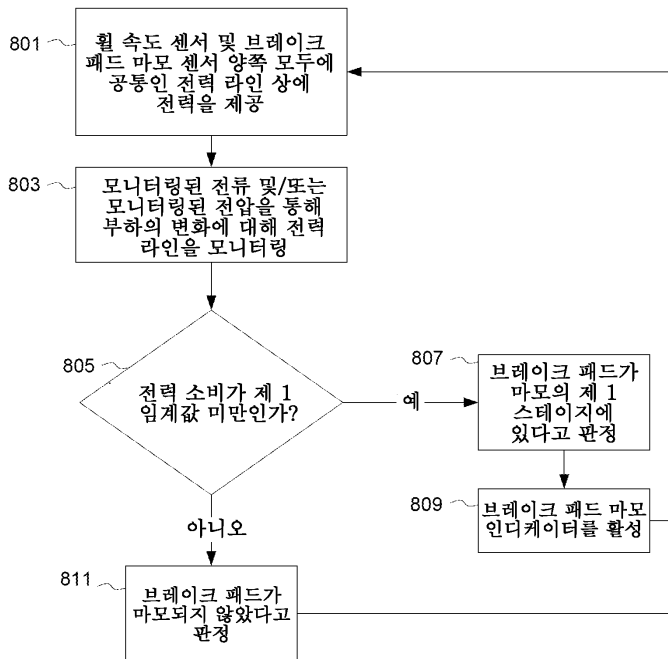 801
휠 속도 센서 및 브레이크
패드 마모 센서 양쪽 모두에
공통인 전력 라인 상에
전력을 제공
803
모니터링된 전류 및/또는
모니터링된 전압을 통해
부하의 변화에 대해 전력
라인을 모니터링
805
전력 소비가 제 1
임계값 미만인가?
예
807
브레이크 패드가
마모의 제 1
스테이지에
있다고 판정
809
브레이크 패드 마모
인디케이터를 활성
아니오
811
브레이크 패드가
마모되지 않았다고
판정